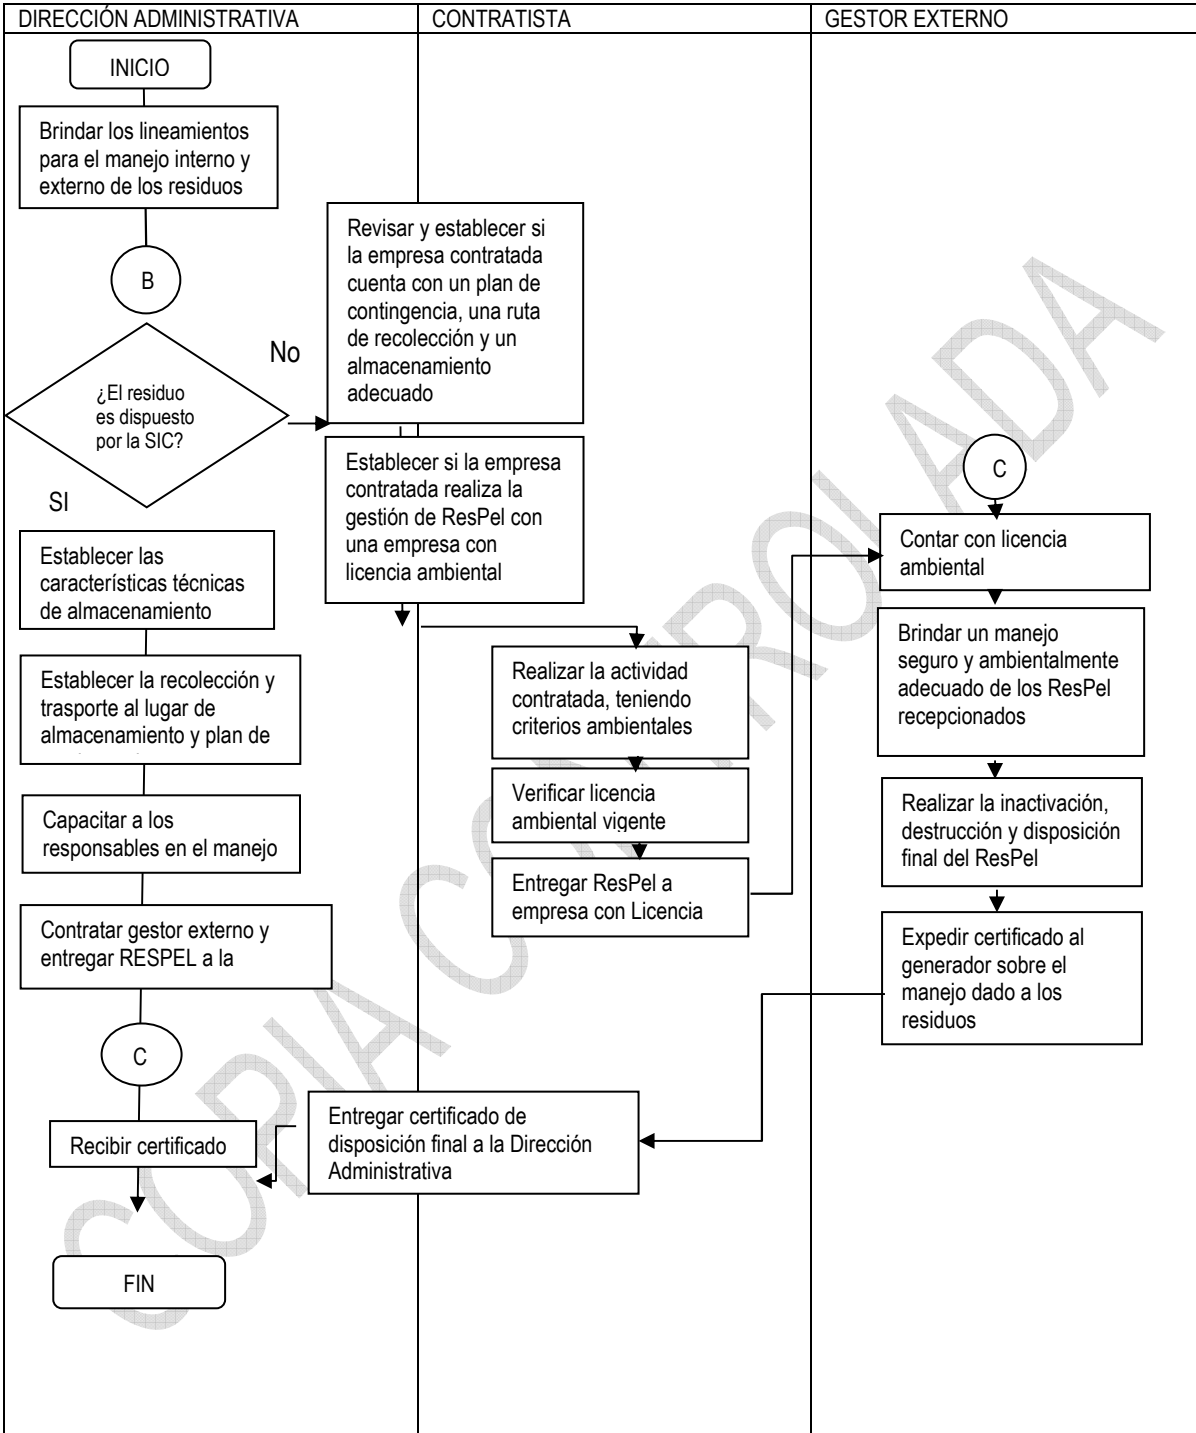 DIRECCIÓN ADMINISTRATIVA
CONTRATISTA
GESTOR EXTERNO
INICIO
Brindar los lineamientos
para el manejo interno y
externo de los residuos
B
¿El residuo
es dispuesto
por la SIC?
No
SI
Revisar y establecer si
la empresa contratada
cuenta con un plan de
contingencia, una ruta
de recolección y un
almacenamiento
adecuado
Establecer si la empresa
contratada realiza la
gestión de ResPel con
una empresa con
licencia ambiental
Establecer las
características técnicas
de almacenamiento
Establecer la recolección y
trasporte al lugar de
almacenamiento y plan de
Capacitar a los
responsables en el manejo
Contratar gestor externo y
entregar RESPEL a la
C
Recibir certificado
FIN
Realizar la actividad
contratada, teniendo
criterios ambientales
Verificar licencia
ambiental vigente
Entregar ResPel a
empresa con Licencia
Entregar certificado de
disposición final a la Dirección
Administrativa
C
Contar con licencia
ambiental
Brindar un manejo
seguro y ambientalmente
adecuado de los ResPel
recepcionados
Realizar la inactivación,
destrucción y disposición
final del ResPel
Expedir certificado al
generador sobre el
manejo dado a los
residuos
COPIA CONTROLADA